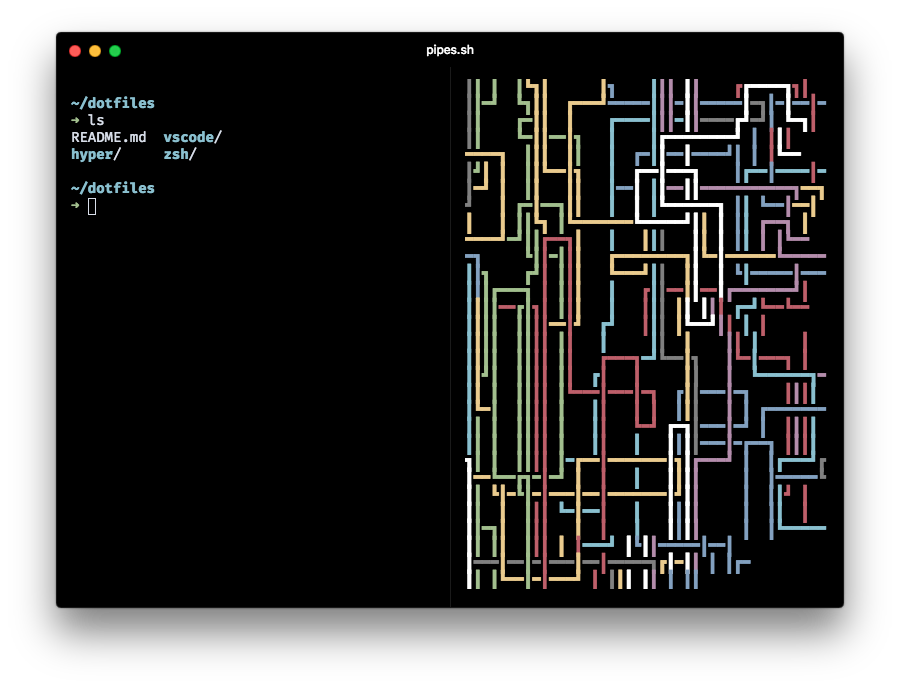 pipes.sh
~/dotfiles
➜ ls
README.md  vscode/
hyper/     zsh/
~/dotfiles
➜